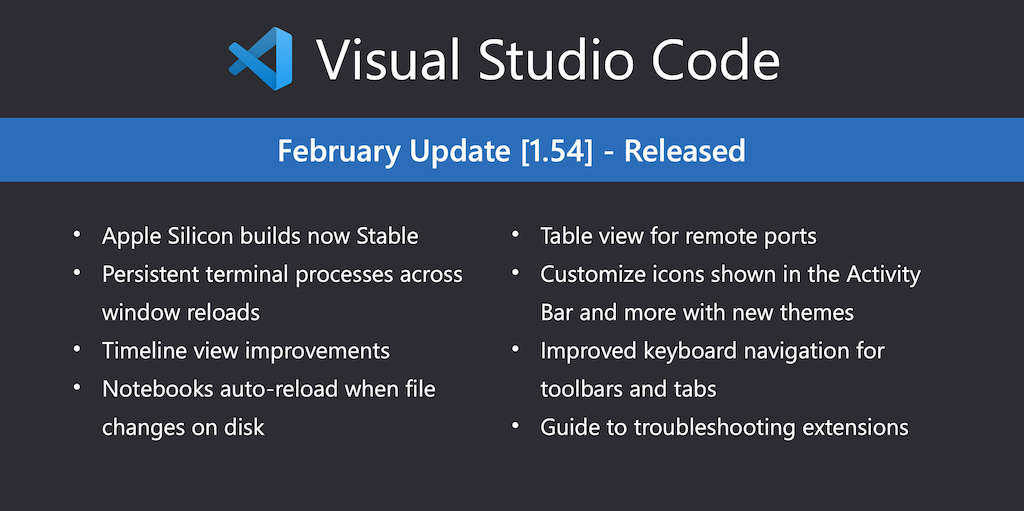 Visual Studio Code
February Update [1.54] - Released
• Apple Silicon builds now Stable
• Persistent terminal processes across
window reloads
• Timeline view improvements
• Notebooks auto-reload when file
changes on disk
• Table view for remote ports
• Customize icons shown in the Activity
Bar and more with new themes
• Improved keyboard navigation for
toolbars and tabs
• Guide to troubleshooting extensions